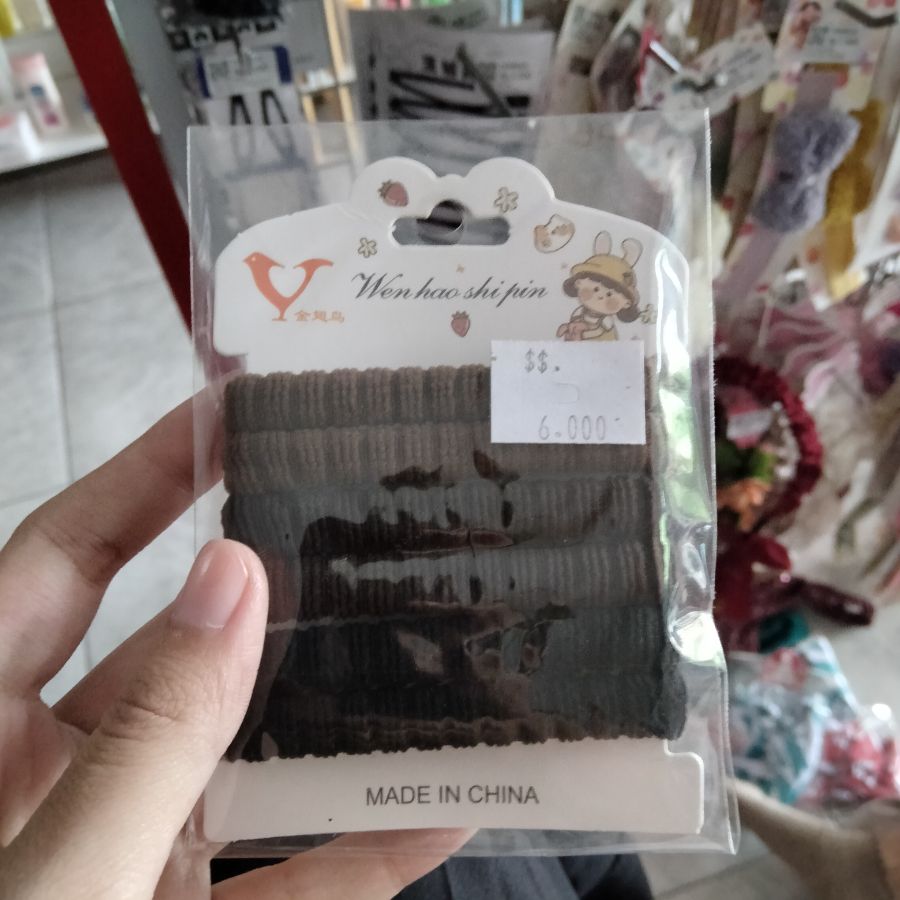 Wen hao shi pin
金翅鸟
$$.
6.000
MADE IN CHINA